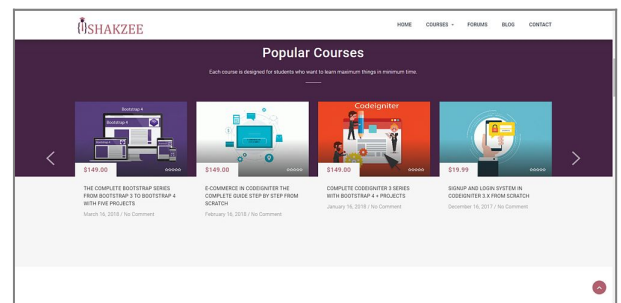 SHAKZEE
HOME COURSES FORUMS BLOG CONTACT
Popular Courses
Each course is designed for students who want to learn maximum things in minimum time.
Bootstrap 4
Bootstrap 4
Codeigniter
$149.00
$149.00
$149.00
$19.99
THE COMPLETE BOOTSTRAP SERIES
FROM BOOTSTRAP 3 TO BOOTSTRAP 4
WITH FIVE PROJECTS
March 16, 2018 / No Comment
E-COMMERCE IN CODEIGNITER THE
COMPLETE GUIDE STEP BY STEP FROM
SCRATCH
February 16, 2018 / No Comment
COMPLETE CODEIGNITER 3 SERIES
WITH BOOTSTRAP 4 + PROJECTS
January 16, 2018 / No Comment
SIGNUP AND LOGIN SYSTEM IN
CODEIGNITER 3.X FROM SCRATCH
December 16, 2017 / No Comment